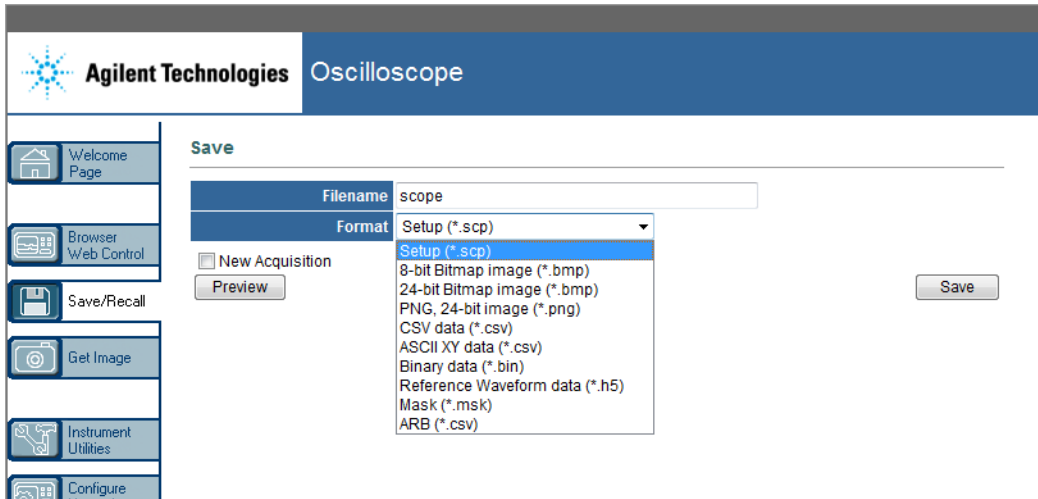 Agilent Technologies
Oscilloscope
Welcome
Page
Browser
Web Control
Save/Recall
Get Image
Instrument
Utilities
Configure
Save
Filename scope
Format Setup (*.scp)
Setup (*.scp)
8-bit Bitmap image (*.bmp)
24-bit Bitmap image (*.bmp)
PNG, 24-bit image (*.png)
CSV data (*.csv)
ASCII XY data (*.csv)
Binary data (*.bin)
Reference Waveform data (*.h5)
Mask (*.msk)
ARB (*.csv)
New Acquisition
Preview
Save